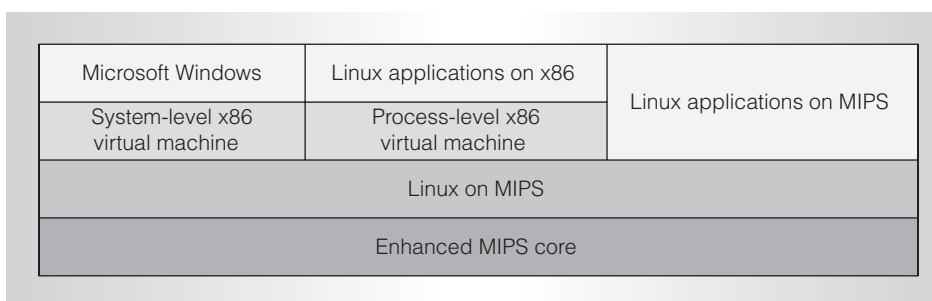 Microsoft Windows
Linux applications on x86
Linux applications on MIPS
System-level x86
virtual machine
Process-level x86
virtual machine
Linux on MIPS
Enhanced MIPS core